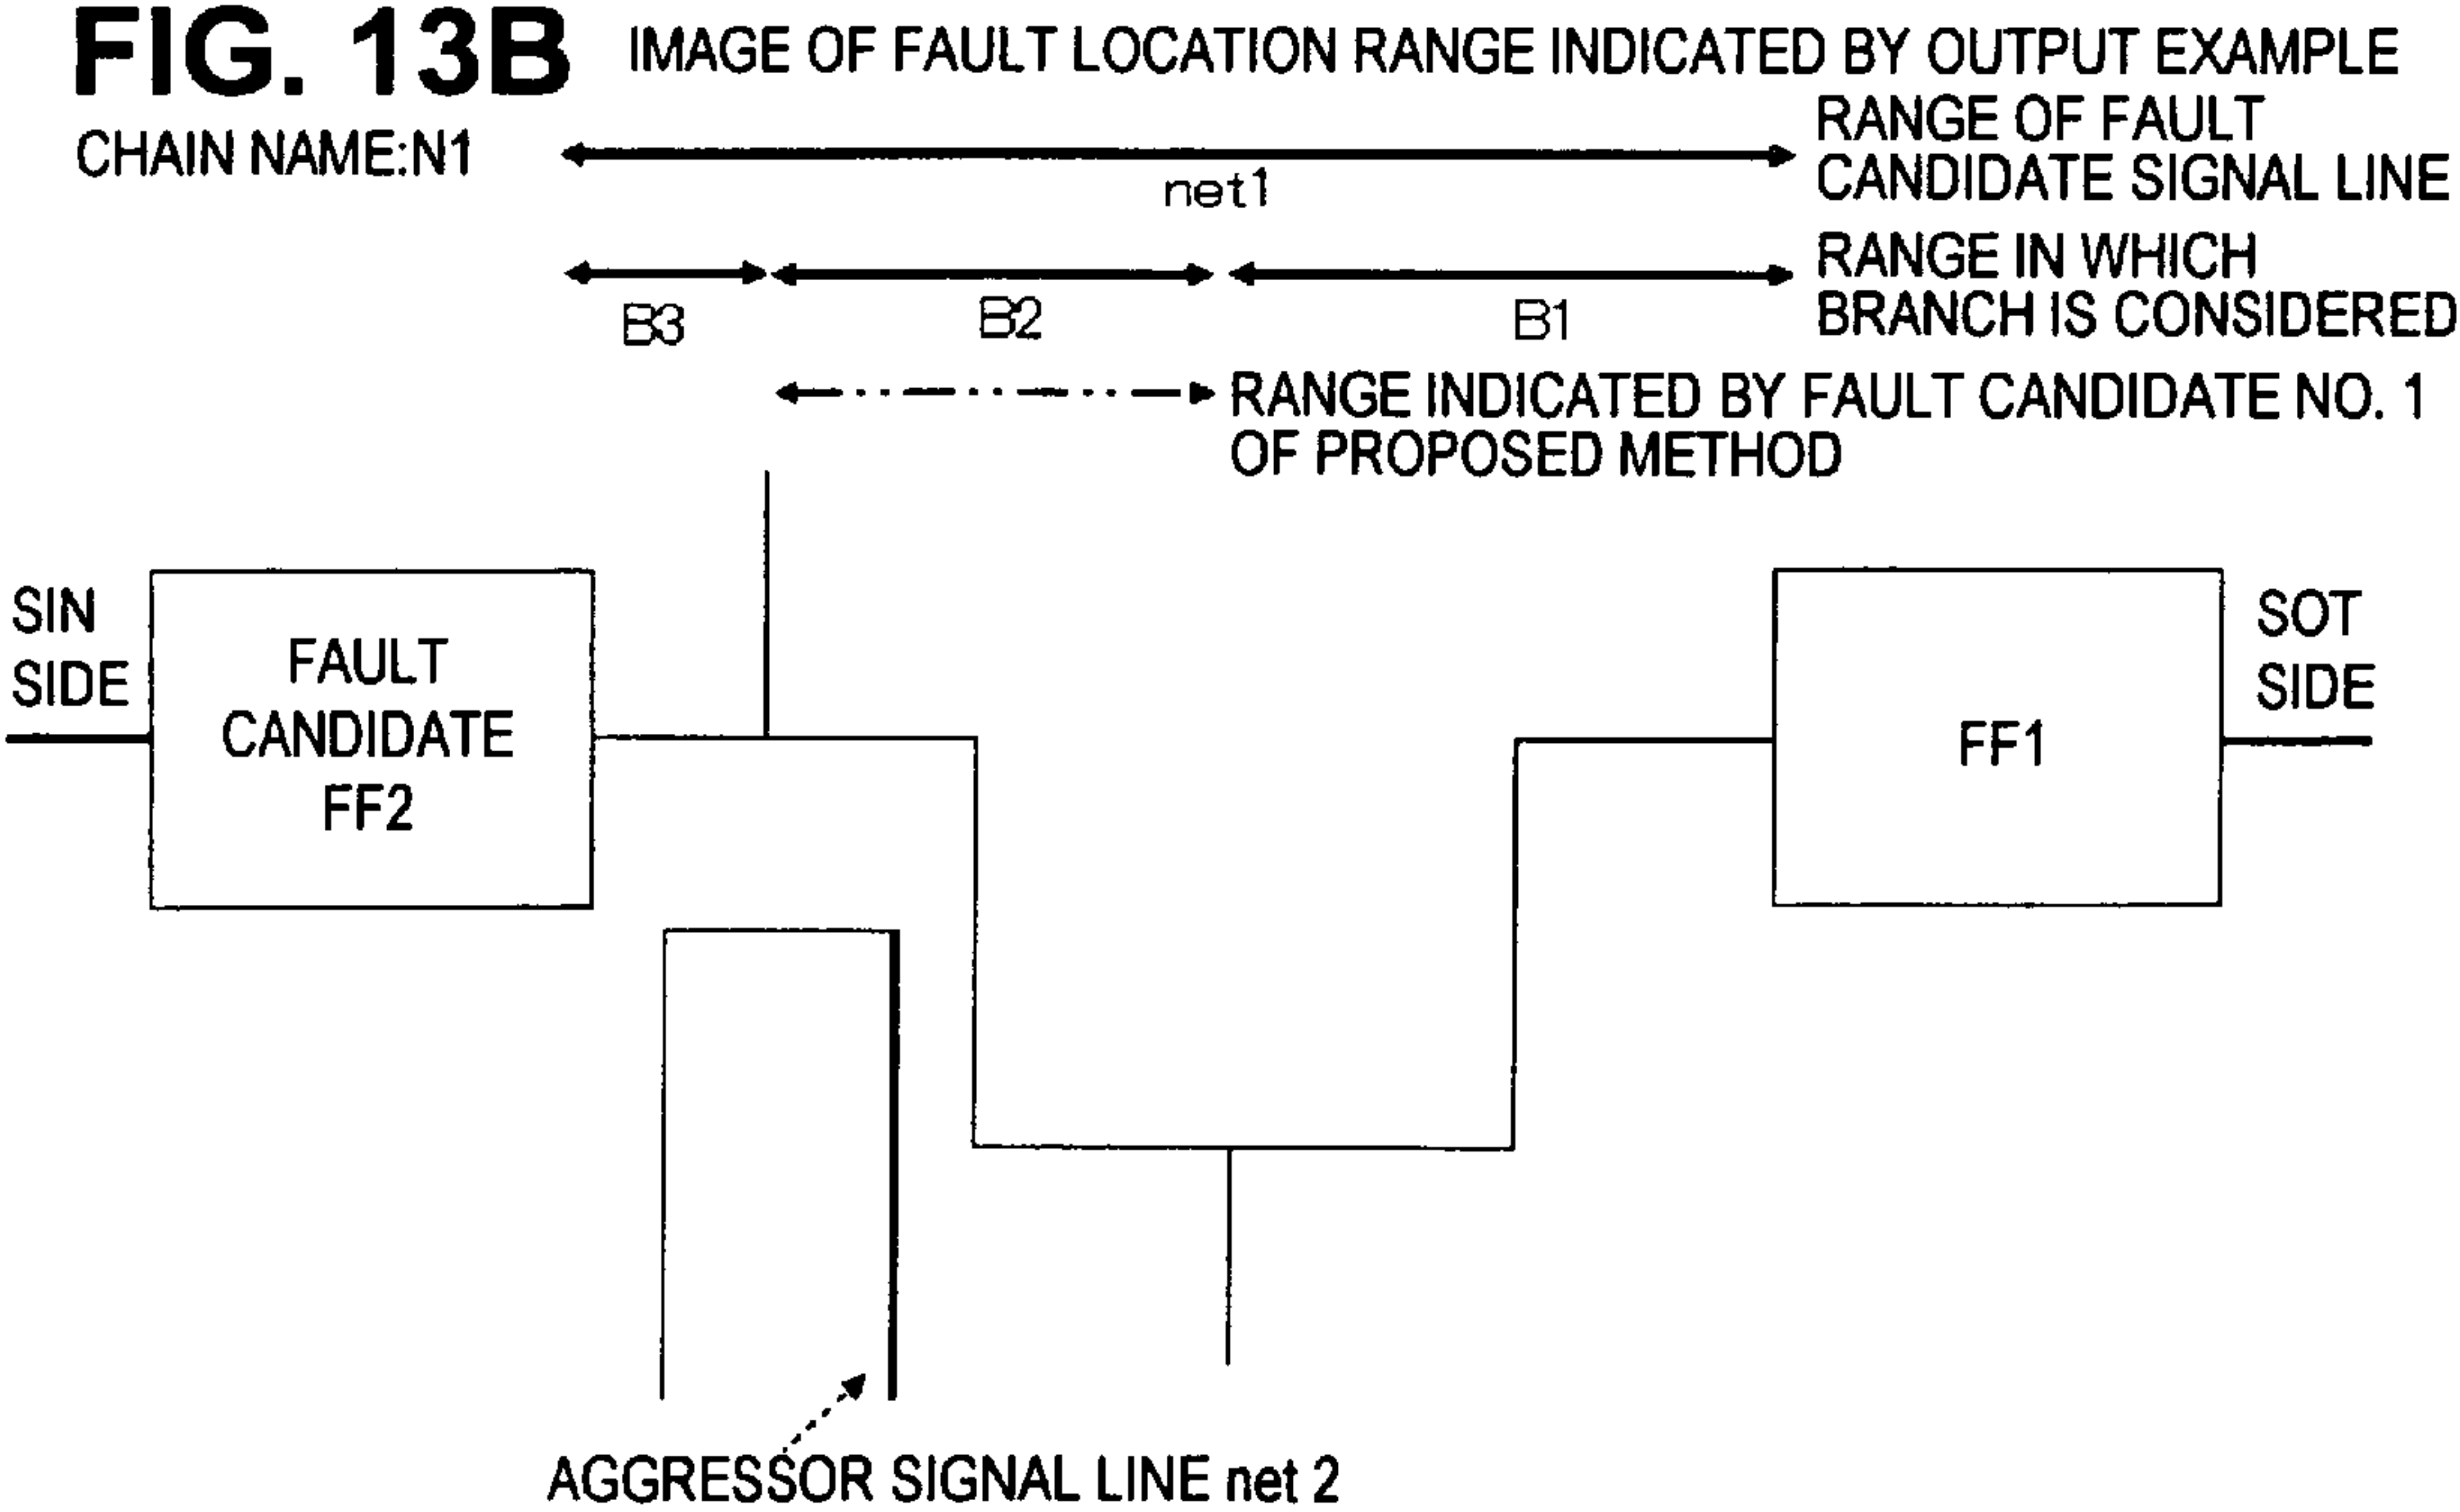 FIG. 13B IMAGE OF FAULT LOCATION RANGE INDICATED BY OUTPUT EXAMPLE
CHAIN NAME:N1
RANGE OF FAULT
CANDIDATE SIGNAL LINE
net1
RANGE IN WHICH
BRANCH IS CONSIDERED
B3
B2
B1
RANGE INDICATED BY FAULT CANDIDATE NO. 1
OF PROPOSED METHOD
SIN
SIDE
FAULT
CANDIDATE
FF2
FF1
SOT
SIDE
AGGRESSOR SIGNAL LINE net 2